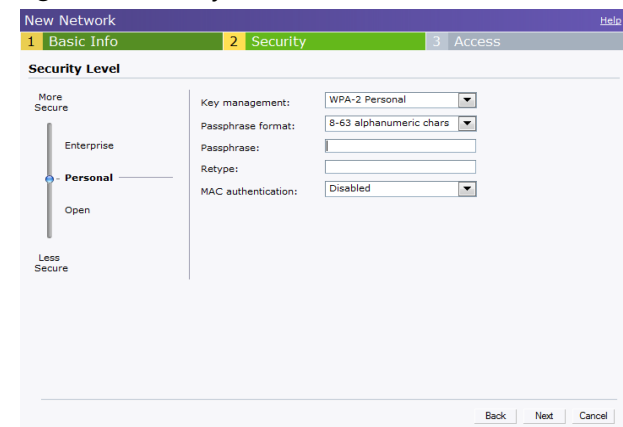 New Network
Help
1 Basic Info
2 Security
3 Access
Security Level
More
Secure
Enterprise
Personal
Open
Less
Secure
Key management: WPA-2 Personal
Passphrase format: 8-63 alphanumeric chars
Passphrase:
Retype:
MAC authentication: Disabled
Back Next Cancel